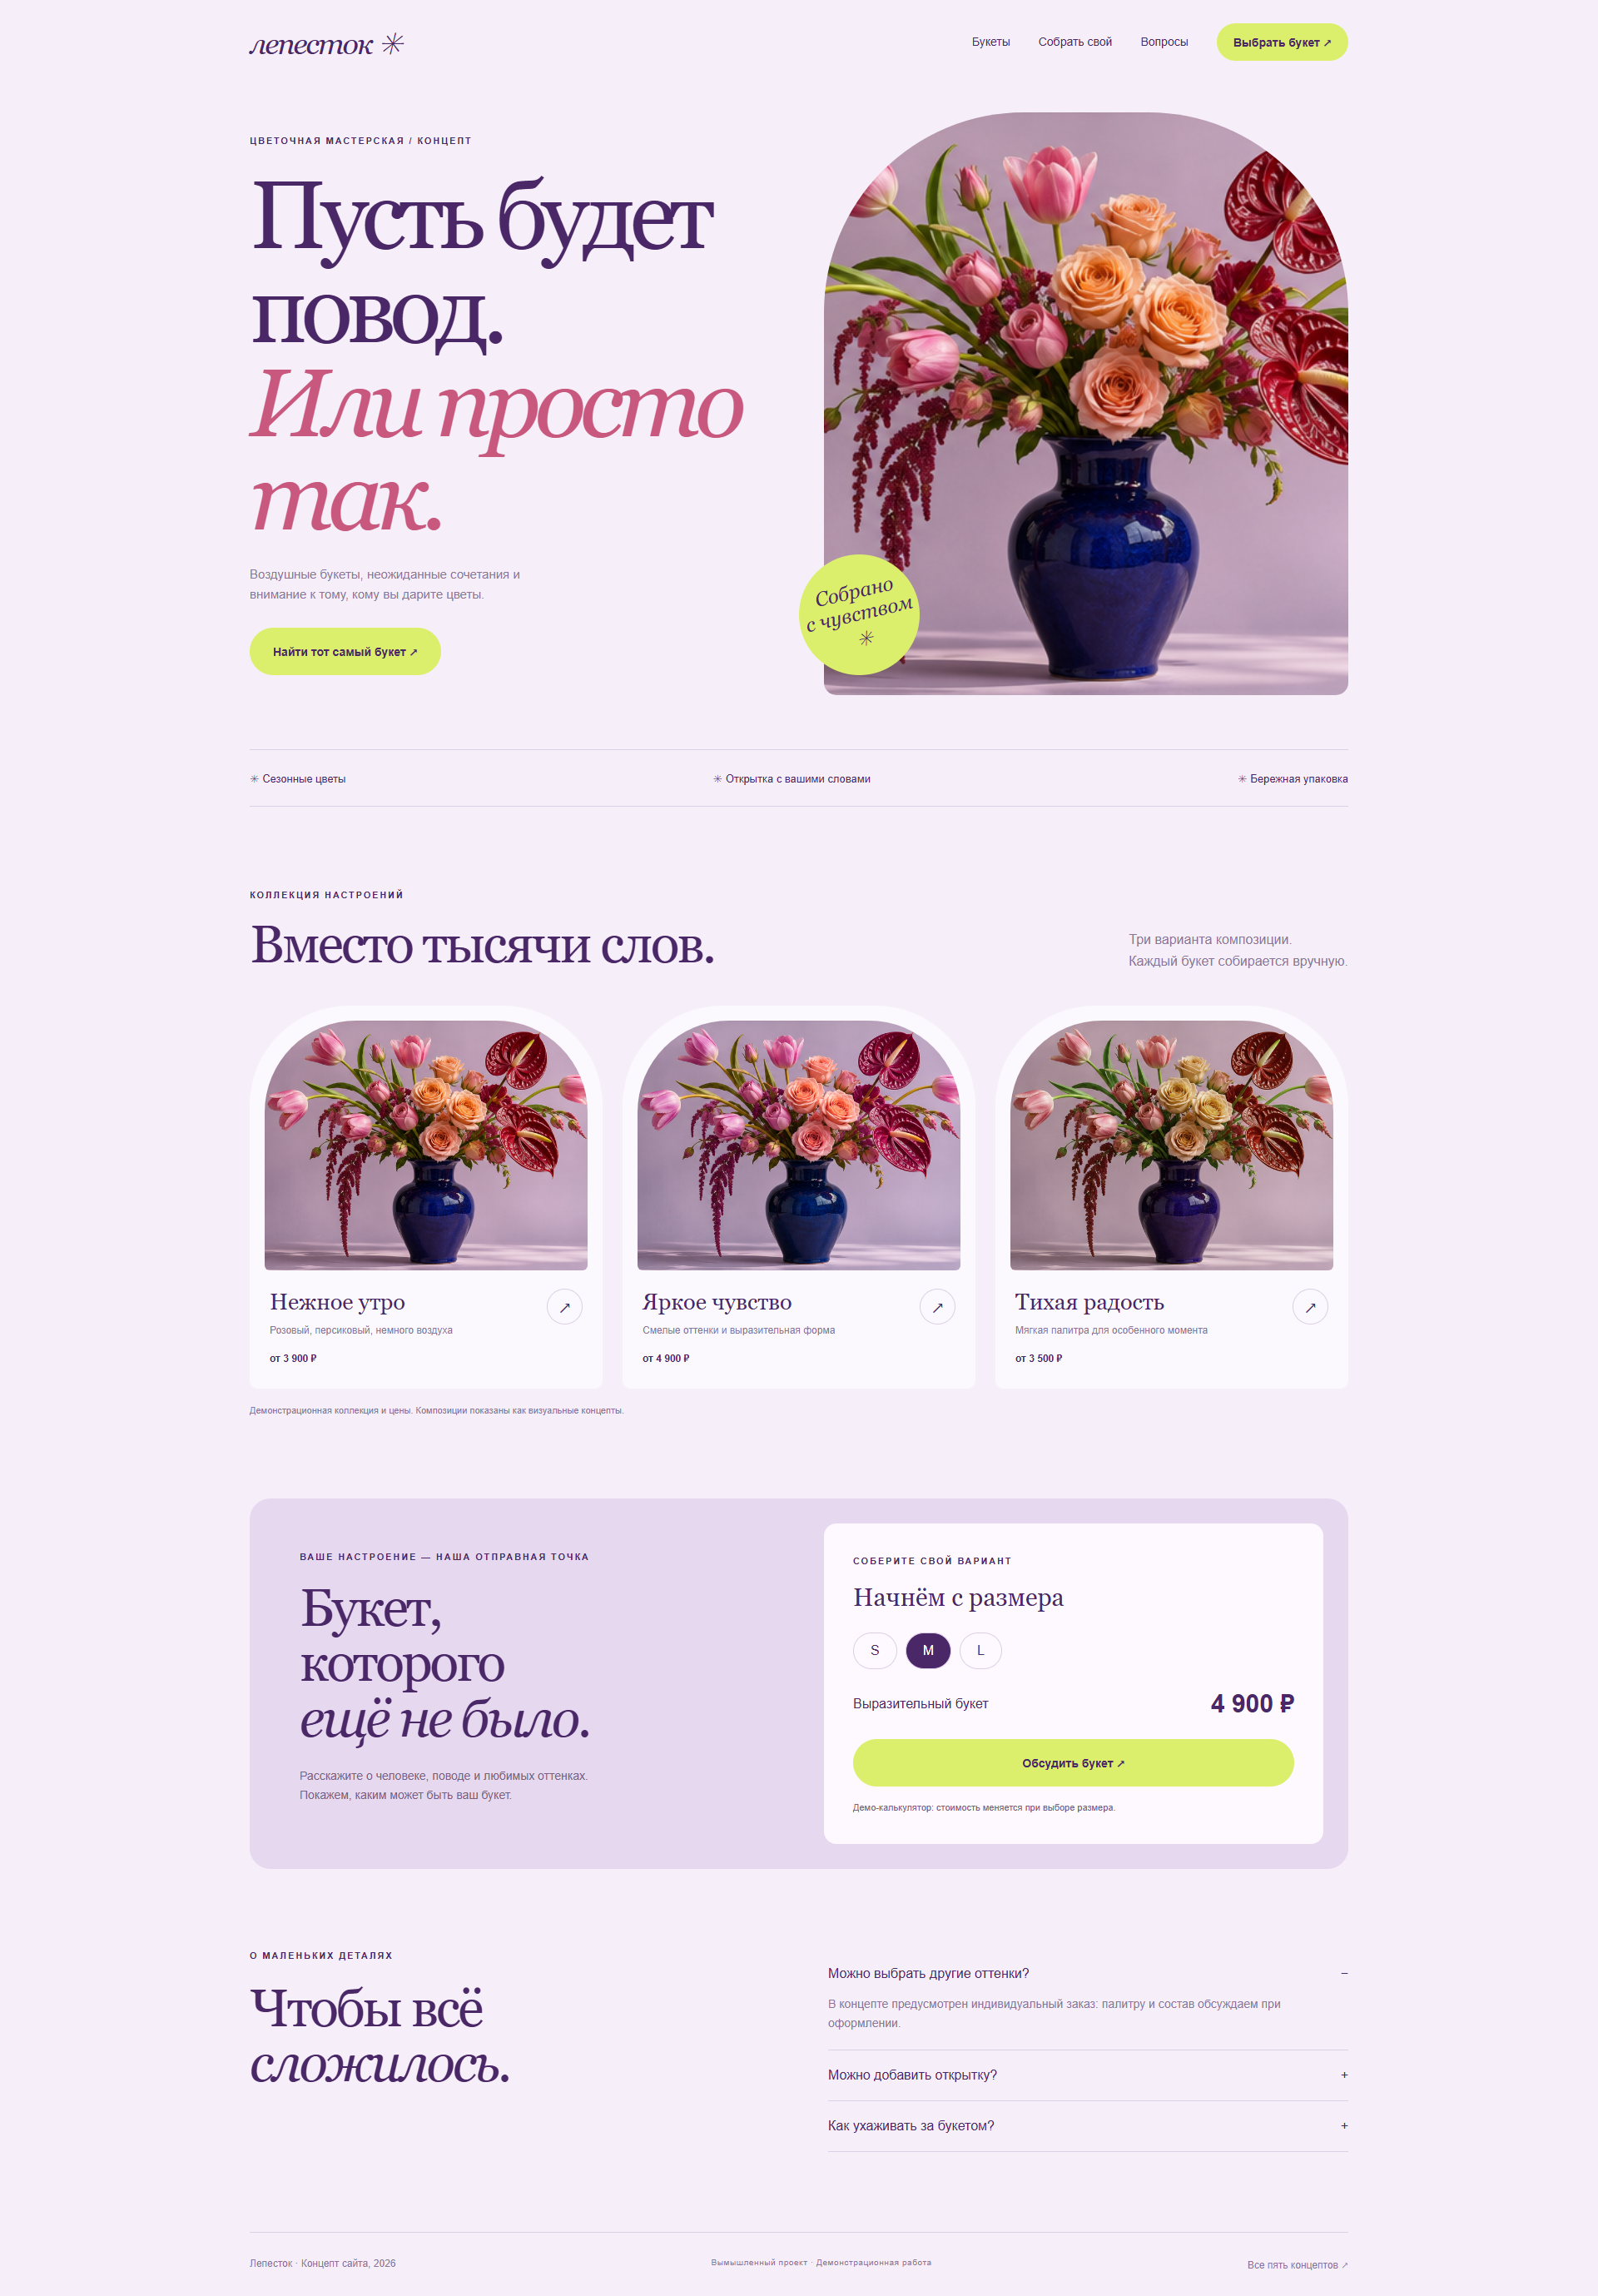 лепесток ✳
Букеты
Собрать свой
Вопросы
Выбрать букет ↗
ЦВЕТОЧНАЯ МАСТЕРСКАЯ / КОНЦЕПТ
Пусть будет
повод.
Или просто
так.
Воздушные букеты, неожиданные сочетания и
внимание к тому, кому вы дарите цветы.
Найти тот самый букет ↗
Собрано
с чувством
✳
✳ Сезонные цветы
✳ Открытка с вашими словами
✳ Бережная упаковка
КОЛЛЕКЦИЯ НАСТРОЕНИЙ
Вместо тысячи слов.
Три варианта композиции.
Каждый букет собирается вручную.
Нежное утро
↗
Розовый, персиковый, немного воздуха
от 3 900 ₽
Яркое чувство
↗
Смелые оттенки и выразительная форма
от 4 900 ₽
Тихая радость
↗
Мягкая палитра для особенного момента
от 3 500 ₽
Демонстрационная коллекция и цены. Композиции показаны как визуальные концепты.
ВАШЕ НАСТРОЕНИЕ — НАША ОТПРАВНАЯ ТОЧКА
Букет,
которого
ещё не было.
Расскажите о человеке, поводе и любимых оттенках.
Покажем, каким может быть ваш букет.
СОБЕРИТЕ СВОЙ ВАРИАНТ
Начнём с размера
S
M
L
Выразительный букет
4 900 ₽
Обсудить букет ↗
Демо-калькулятор: стоимость меняется при выборе размера.
О МАЛЕНЬКИХ ДЕТАЛЯХ
Чтобы всё
сложилось.
Можно выбрать другие оттенки? −
В концепте предусмотрен индивидуальный заказ: палитру и состав обсуждаем при
оформлении.
Можно добавить открытку? +
Как ухаживать за букетом? +
Лепесток · Концепт сайта, 2026
Вымышленный проект · Демонстрационная работа
Все пять концептов ↗